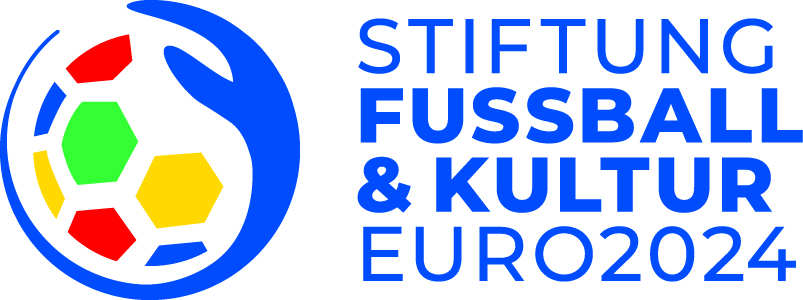 STIFTUNG
FUSSBALL
& KULTUR
EURO2024